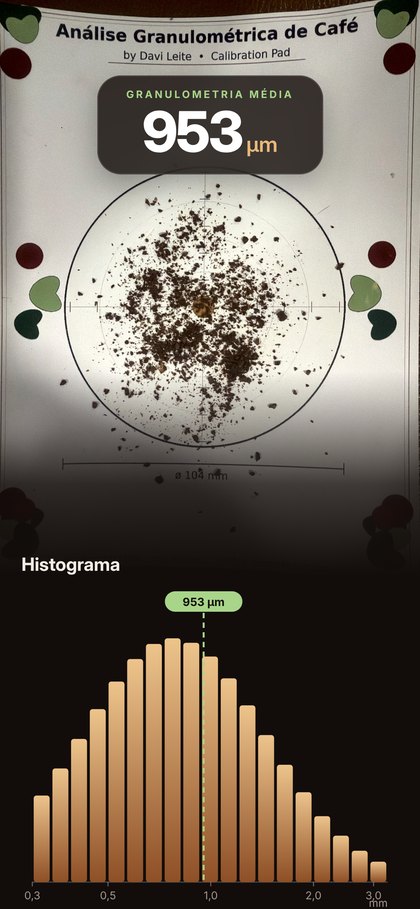 Análise Granulométrica de Café
by Davi Leite • Calibration Pad
GRANULOMETRIA MÉDIA
953 µm
ø 104 mm
Histograma
953 µm
0,3 0,5 1,0 2,0 3,0
mm